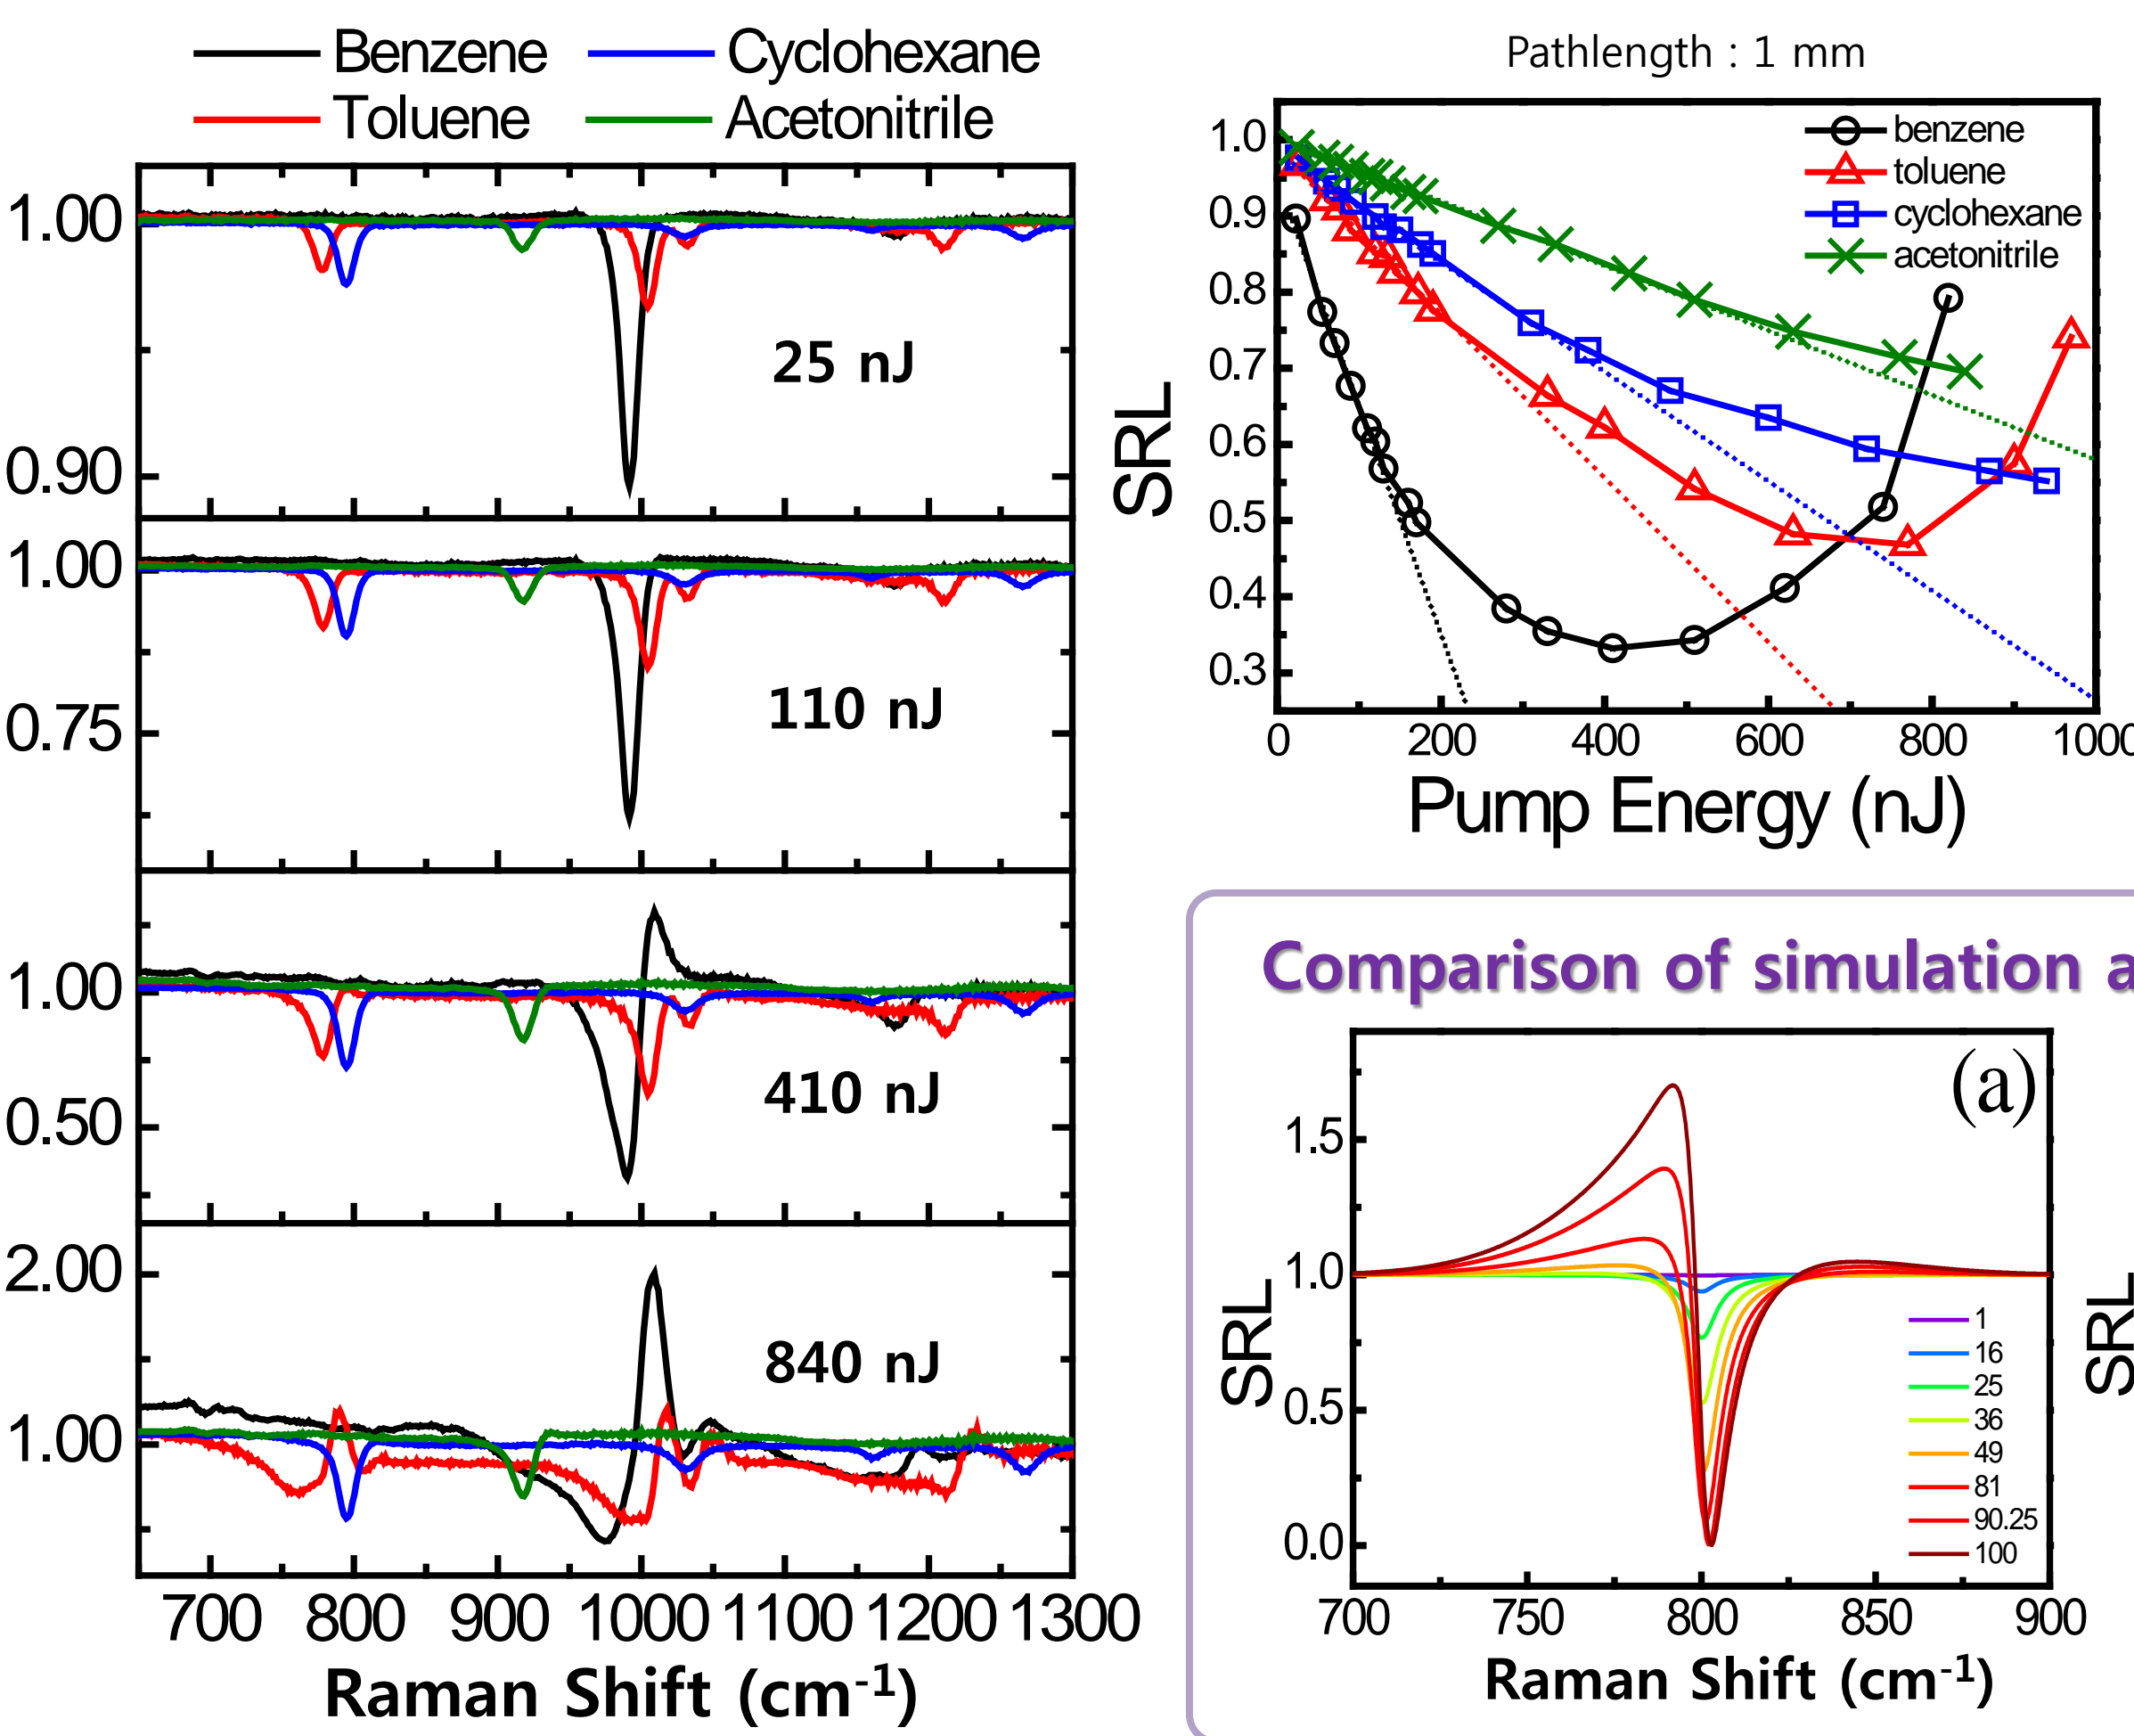 Benzene Cyclohexane
Toluene Acetonitrile
1.00
0.90
25 nJ
1.00
0.75
110 nJ
1.00
0.50
410 nJ
2.00
1.00
840 nJ
700 800 900 1000 1100 1200 1300
Raman Shift (cm-1)
Pathlength : 1 mm
SRL
1.0
0.9
0.8
0.7
0.6
0.5
0.4
0.3
benzene
toluene
cyclohexane
acetonitrile
0 200 400 600 800 1000
Pump Energy (nJ)
Comparison of simulation a
(a)
SRL
1.5
1.0
0.5
0.0
1
16
25
36
49
81
90.25
100
700 750 800 850 900
Raman Shift (cm-1)
SRL